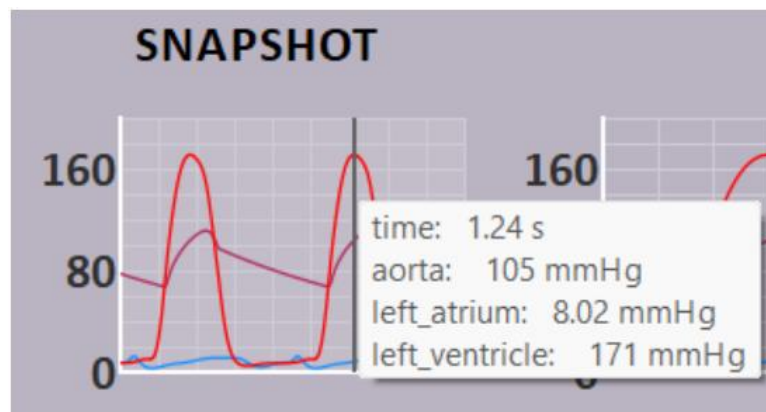 SNAPSHOT
160
160
time: 1.24 s
aorta: 105 mmHg
80
left_atrium: 8.02 mmHg
left_ventricle: 171 mmHg
0